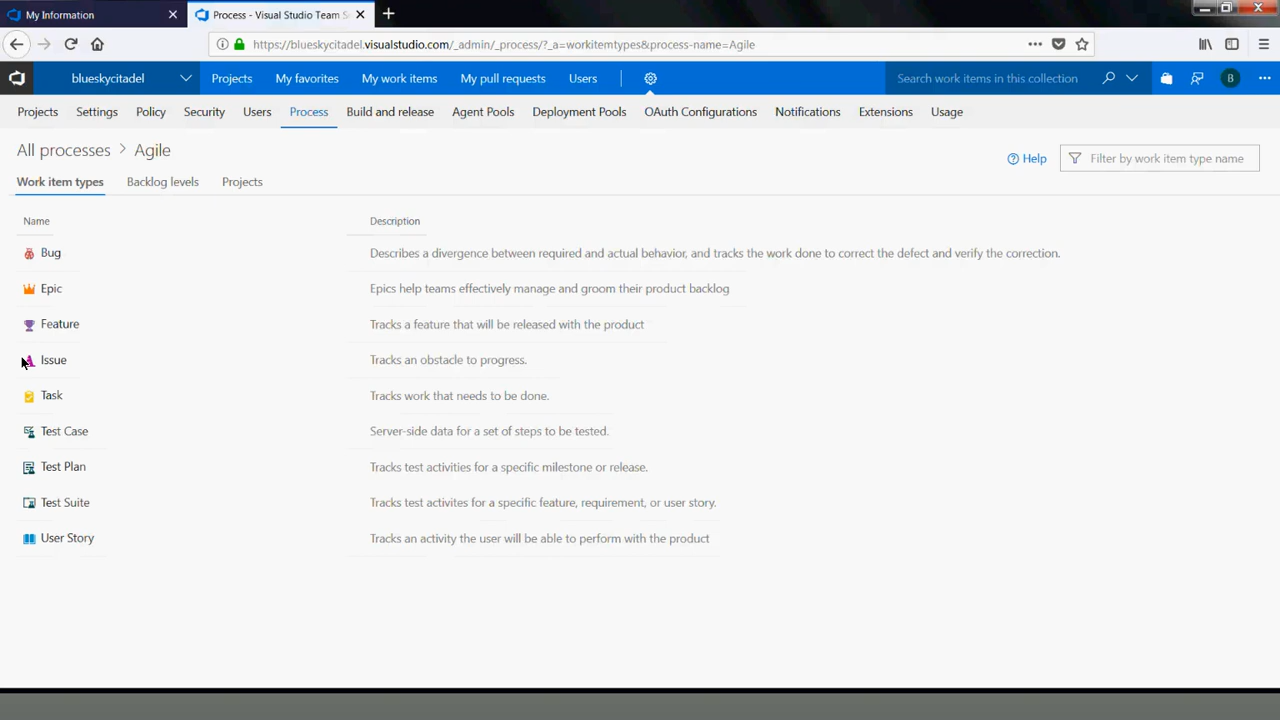 My Information
Process - Visual Studio Team S
https://blueskycitadel.visualstudio.com/_admin/_process/?_a=workitemtypes&process-name=Agile
blueskycitadel Projects My favorites My work items My pull requests Users Search work items in this collection B
Projects Settings Policy Security Users Process Build and release Agent Pools Deployment Pools OAuth Configurations Notifications Extensions Usage
All processes > Agile
Help Filter by work item type name
Work item types Backlog levels Projects
Name Description
Bug Describes a divergence between required and actual behavior, and tracks the work done to correct the defect and verify the correction.
Epic Epics help teams effectively manage and groom their product backlog
Feature Tracks a feature that will be released with the product
Issue Tracks an obstacle to progress.
Task Tracks work that needs to be done.
Test Case Server-side data for a set of steps to be tested.
Test Plan Tracks test activities for a specific milestone or release.
Test Suite Tracks test activites for a specific feature, requirement, or user story.
User Story Tracks an activity the user will be able to perform with the product